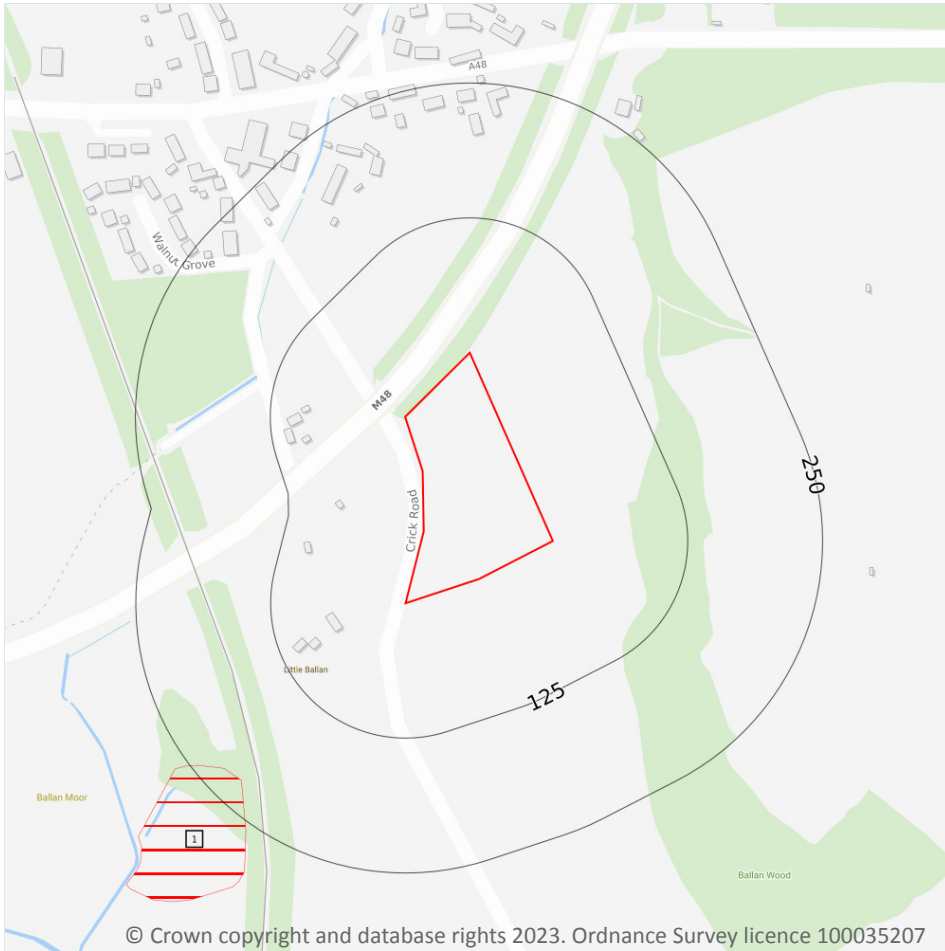 A48
Walnut Grove
M48
250
Crick Road
Little Ballan
125
Ballan Moor
1
Ballan Wood
© Crown copyright and database rights 2023. Ordnance Survey licence 100035207